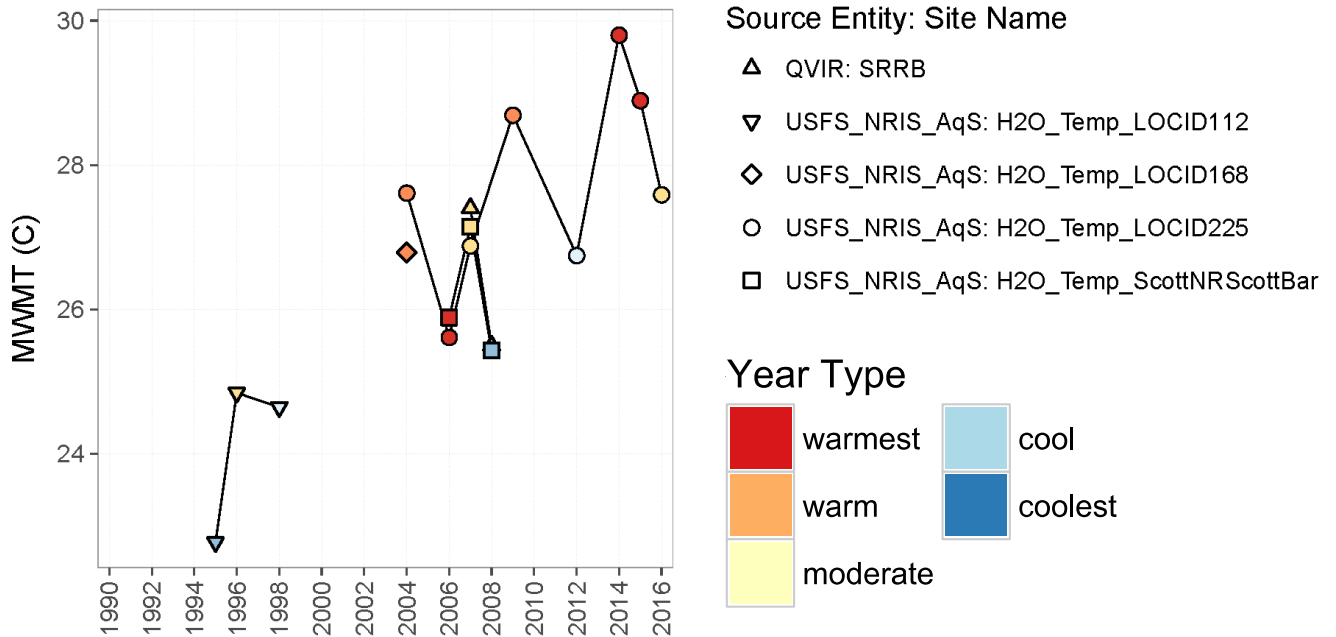 30
28
26
24
MWMT (C)
1990
1992
1994
1996
1998
2000
2002
2004
2006
2008
2010
2012
2014
2016
Source Entity: Site Name
QVIR: SRRB
USFS_NRIS_AqS: H2O_Temp_LOCID112
USFS_NRIS_AqS: H2O_Temp_LOCID168
USFS_NRIS_AqS: H2O_Temp_LOCID225
USFS_NRIS_AqS: H2O_Temp_ScottNRScottBar
Year Type
warmest
cool
warm
coolest
moderate